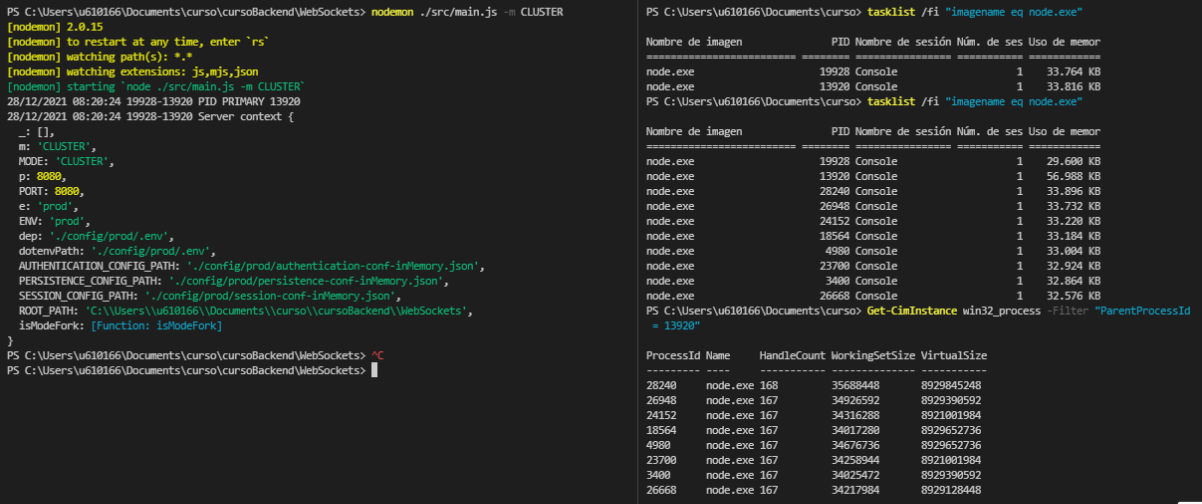 PS C:\Users\u610166\Documents\curso\cursoBackend\WebSockets> nodemon ./src/main.js -m CLUSTER
[nodemon] 2.0.15
[nodemon] to restart at any time, enter `rs`
[nodemon] watching path(s): *.*
[nodemon] watching extensions: js,mjs,json
[nodemon] starting `node ./src/main.js -m CLUSTER`
28/12/2021 08:20:24 19928-13920 PID PRIMARY 13920
28/12/2021 08:20:24 19928-13920 Server context {
  _: [],
  m: 'CLUSTER',
  MODE: 'CLUSTER',
  p: 8080,
  PORT: 8080,
  e: 'prod',
  ENV: 'prod',
  dep: './config/prod/.env',
  dotenvPath: './config/prod/.env',
  AUTHENTICATION_CONFIG_PATH: './config/prod/authentication-conf-inMemory.json',
  PERSISTENCE_CONFIG_PATH: './config/prod/persistence-conf-inMemory.json',
  SESSION_CONFIG_PATH: './config/prod/session-conf-inMemory.json',
  ROOT_PATH: 'C:\\Users\\u610166\\Documents\\curso\\cursoBackend\\WebSockets',
  isModeFork: [Function: isModeFork]
}
PS C:\Users\u610166\Documents\curso\cursoBackend\WebSockets> ^C
PS C:\Users\u610166\Documents\curso\cursoBackend\WebSockets>
PS C:\Users\u610166\Documents\curso> tasklist /fi "imagename eq node.exe"
Nombre de imagen                     PID Nombre de sesión Núm. de ses Uso de memor
========================= ======== ================ =========== ============
node.exe                     19928 Console                    1    33.764 KB
node.exe                     13920 Console                    1    33.816 KB
PS C:\Users\u610166\Documents\curso> tasklist /fi "imagename eq node.exe"
Nombre de imagen                     PID Nombre de sesión Núm. de ses Uso de memor
========================= ======== ================ =========== ============
node.exe                     19928 Console                    1    29.600 KB
node.exe                     13920 Console                    1    56.988 KB
node.exe                     28240 Console                    1    33.896 KB
node.exe                     26948 Console                    1    33.732 KB
node.exe                     24152 Console                    1    33.220 KB
node.exe                     18564 Console                    1    33.184 KB
node.exe                      4980 Console                    1    33.004 KB
node.exe                     23700 Console                    1    32.924 KB
node.exe                      3400 Console                    1    32.864 KB
node.exe                     26668 Console                    1    32.576 KB
PS C:\Users\u610166\Documents\curso> Get-CimInstance win32_process -Filter "ParentProcessId
 = 13920"
ProcessId Name     HandleCount WorkingSetSize VirtualSize
--------- ----     ----------- -------------- -----------
28240     node.exe 168         35688448       8929845248
26948     node.exe 167         34926592       8929390592
24152     node.exe 167         34316288       8921001984
18564     node.exe 167         34017280       8929652736
4980      node.exe 167         34676736       8929652736
23700     node.exe 167         34258944       8921001984
3400      node.exe 167         34025472       8929390592
26668     node.exe 167         34217984       8929128448